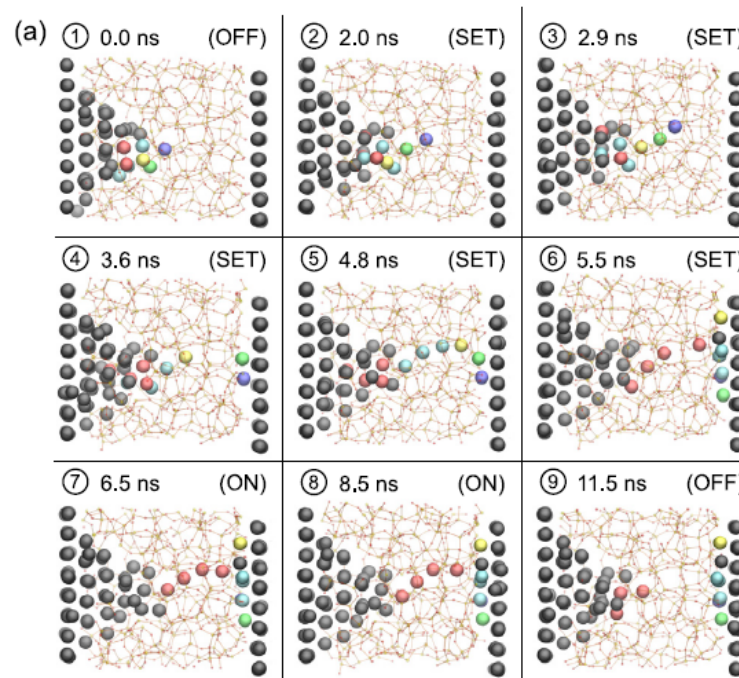 (a)
① 0.0 ns (OFF)
② 2.0 ns (SET)
③ 2.9 ns (SET)
④ 3.6 ns (SET)
⑤ 4.8 ns (SET)
⑥ 5.5 ns (SET)
⑦ 6.5 ns (ON)
⑧ 8.5 ns (ON)
⑨ 11.5 ns (OFF)